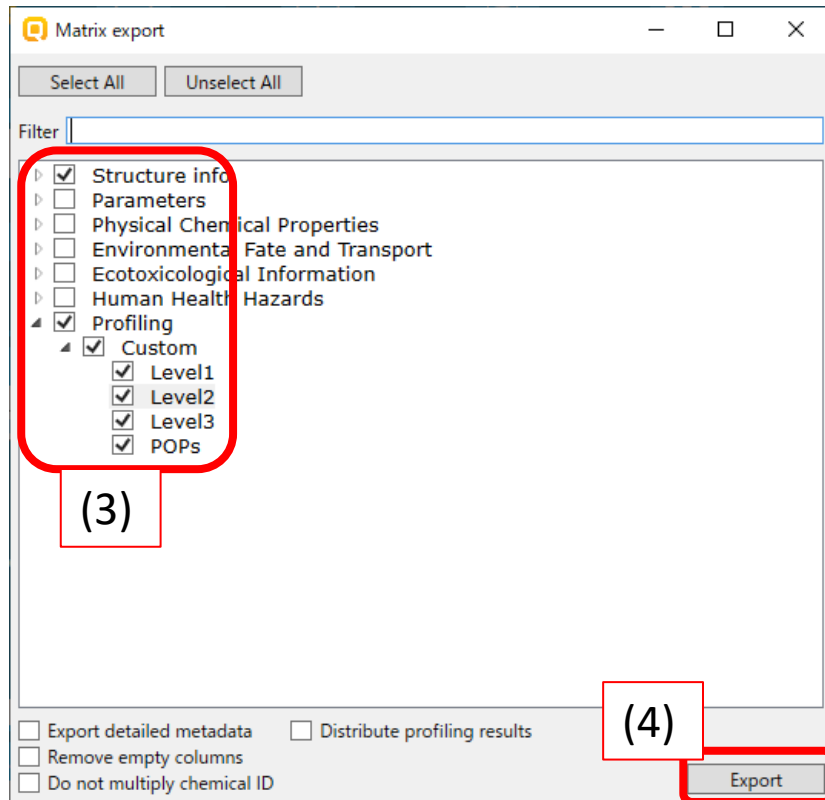 Matrix export
Select All Unselect All
Filter
Structure info
Parameters
Physical Chemical Properties
Environmental Fate and Transport
Ecotoxicological Information
Human Health Hazards
Profiling
Custom
Level1
Level2
Level3
POPs
(3)
Export detailed metadata Distribute profiling results
Remove empty columns
Do not multiply chemical ID
(4)
Export